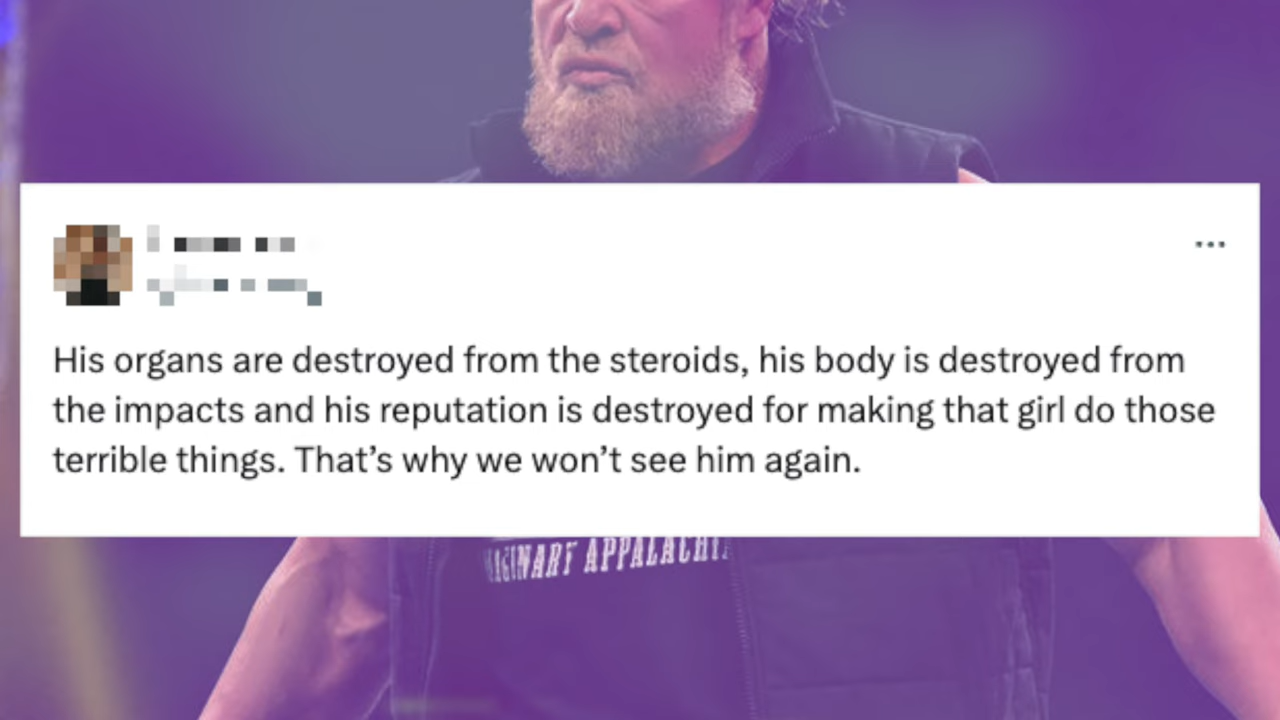 His organs are destroyed from the steroids, his body is destroyed from
the impacts and his reputation is destroyed for making that girl do those
terrible things. That’s why we won’t see him again.
APPALACHI